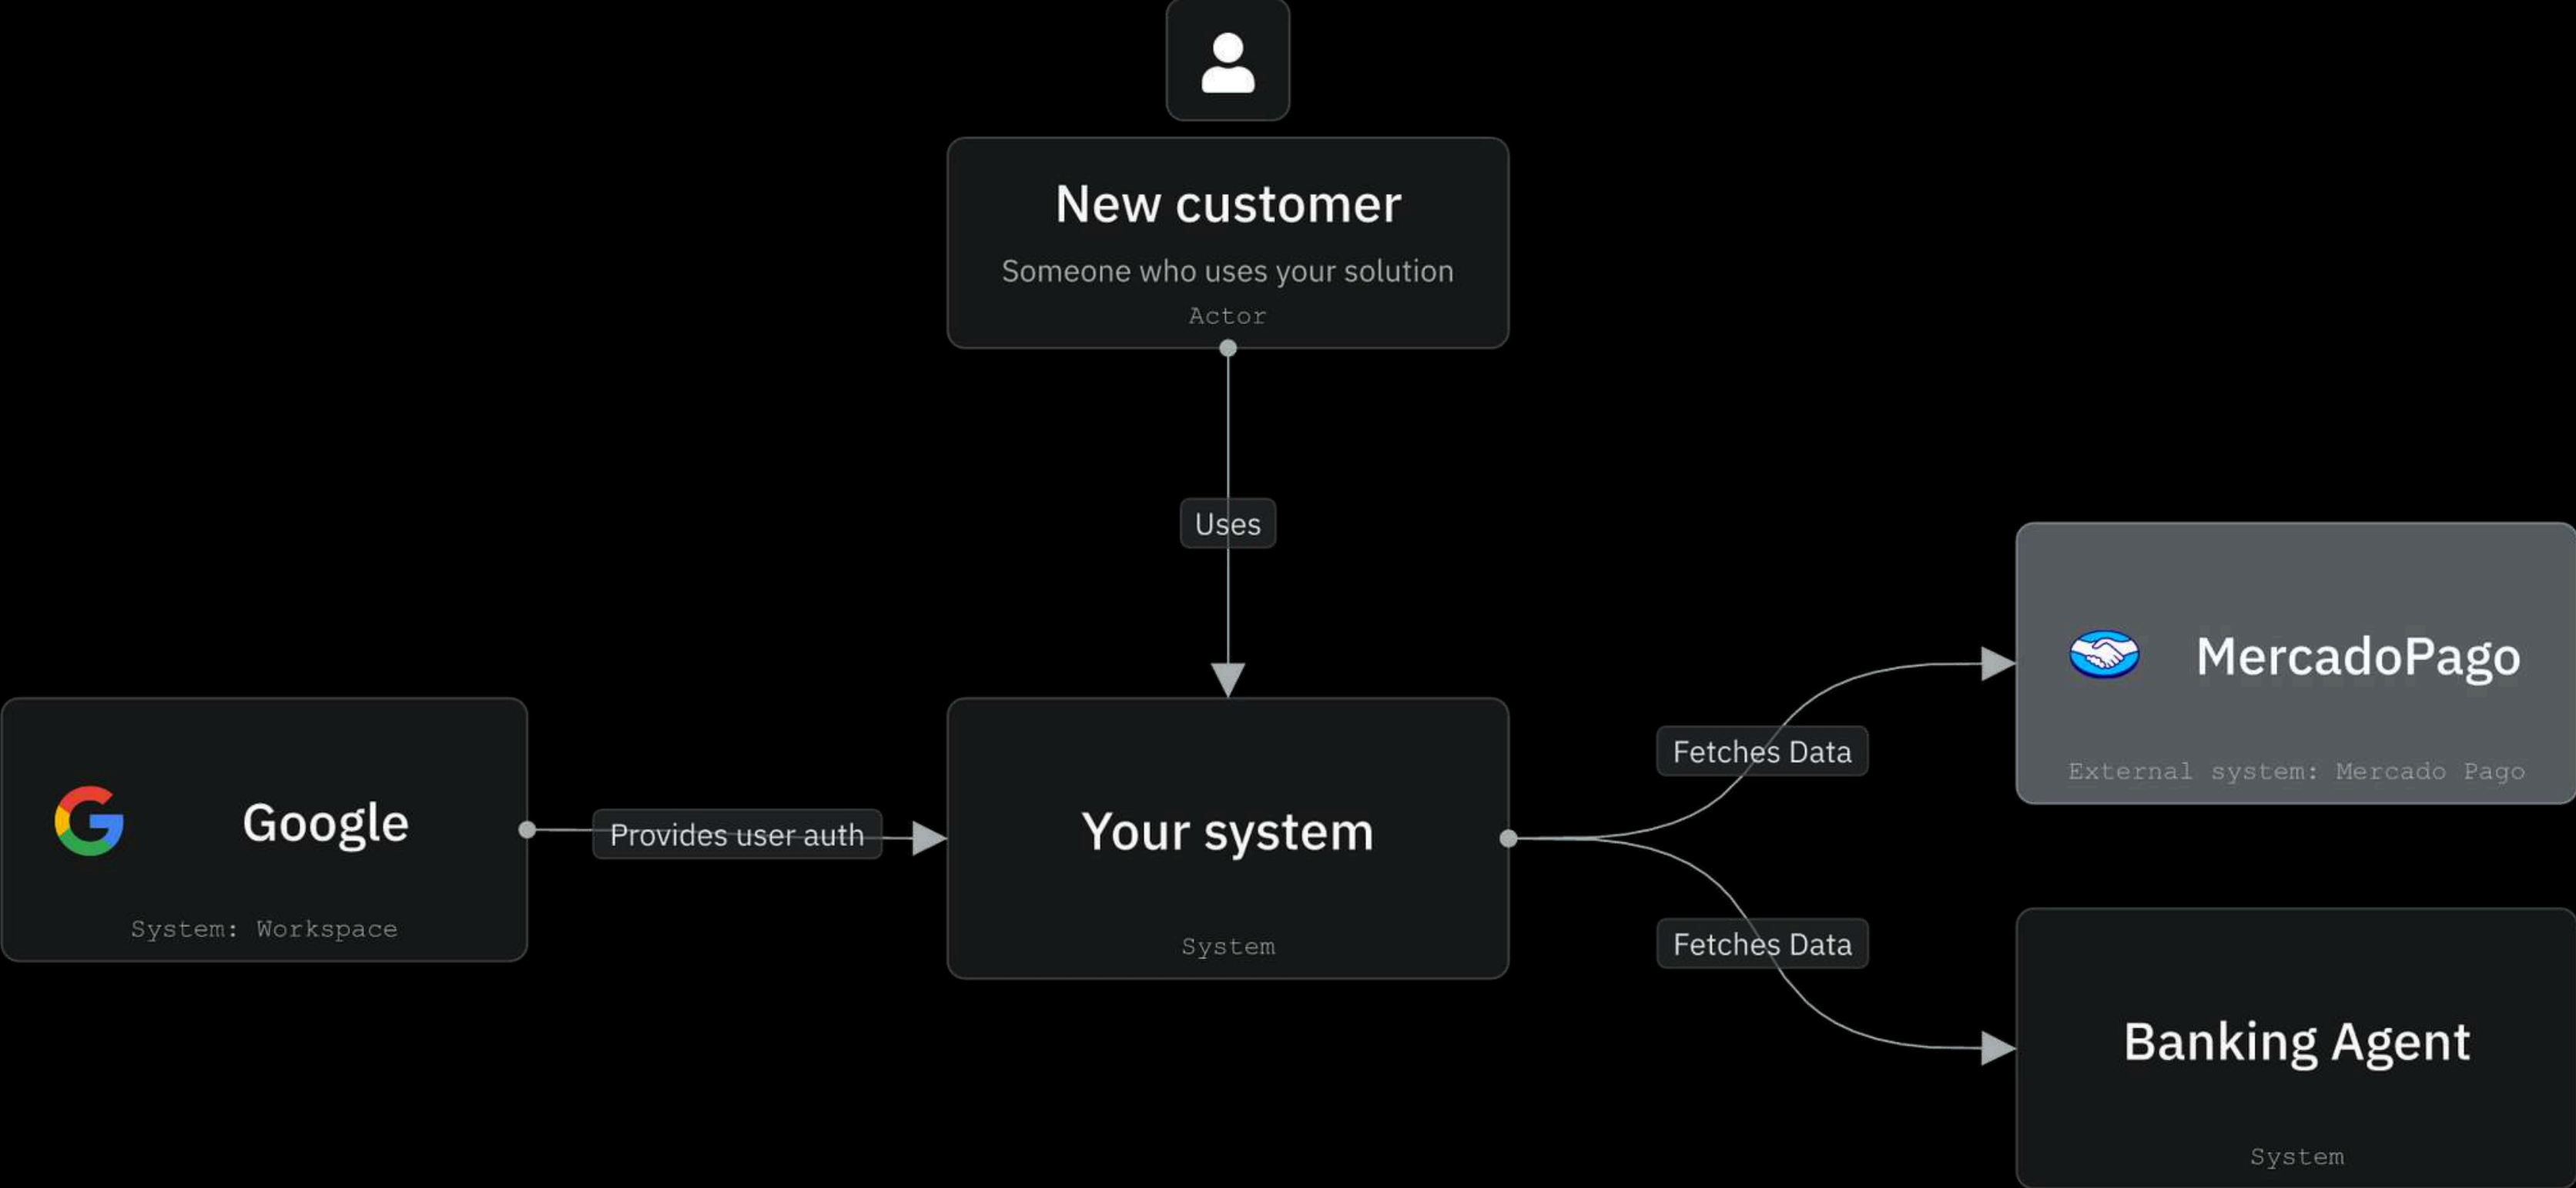 New customer
Someone who uses your solution
Actor
Uses
MercadoPago
External system: Mercado Pago
Fetches Data
Google
System: Workspace
Provides user auth
Your system
System
Fetches Data
Banking Agent
System